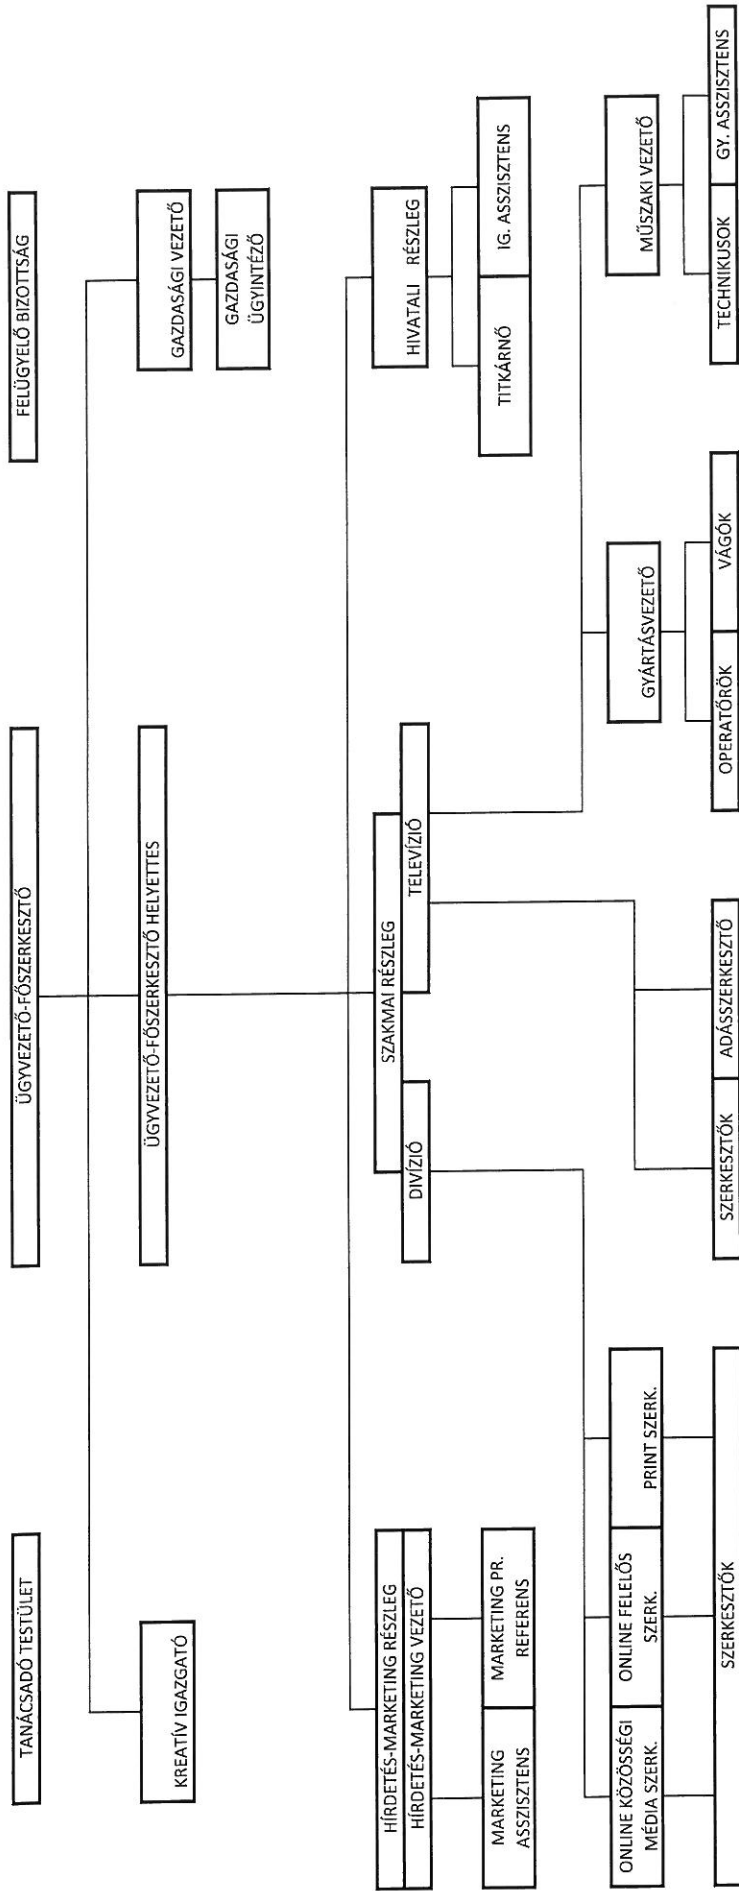 TANÁCSADÓ TESTÜLET
ÜGYVEZETŐ-FŐSZERKESZTŐ
FELÜGYELŐ BIZOTTSÁG
KREATÍV IGAZGATÓ
ÜGYVEZETŐ-FŐSZERKESZTŐ HELYETTES
GAZDASÁGI VEZETŐ
GAZDASÁGI
ÜGYINTÉZŐ
HÍRDETÉS-MARKETING RÉSZLEG
HÍRDETÉS-MARKETING VEZETŐ
MARKETING
ASSZISZTENS
MARKETING PR.
REFERENS
SZAKMAI RÉSZLEG
DIVÍZIÓ
TELEVÍZIÓ
HIVATALI RÉSZLEG
TITKÁRNŐ
IG. ASSZISZTENS
ONLINE KÖZÖSSÉGI
MÉDIA SZERK.
ONLINE FELELŐS
SZERK.
PRINT SZERK.
GYÁRTÁSVEZETŐ
MŰSZAKI VEZETŐ
SZERKESZTŐK
SZERKESZTŐK
ADÁSSZERKESZTŐ
OPERATŐRÖK
VÁGÓK
TECHNIKUSOK
GY. ASSZISZTENS